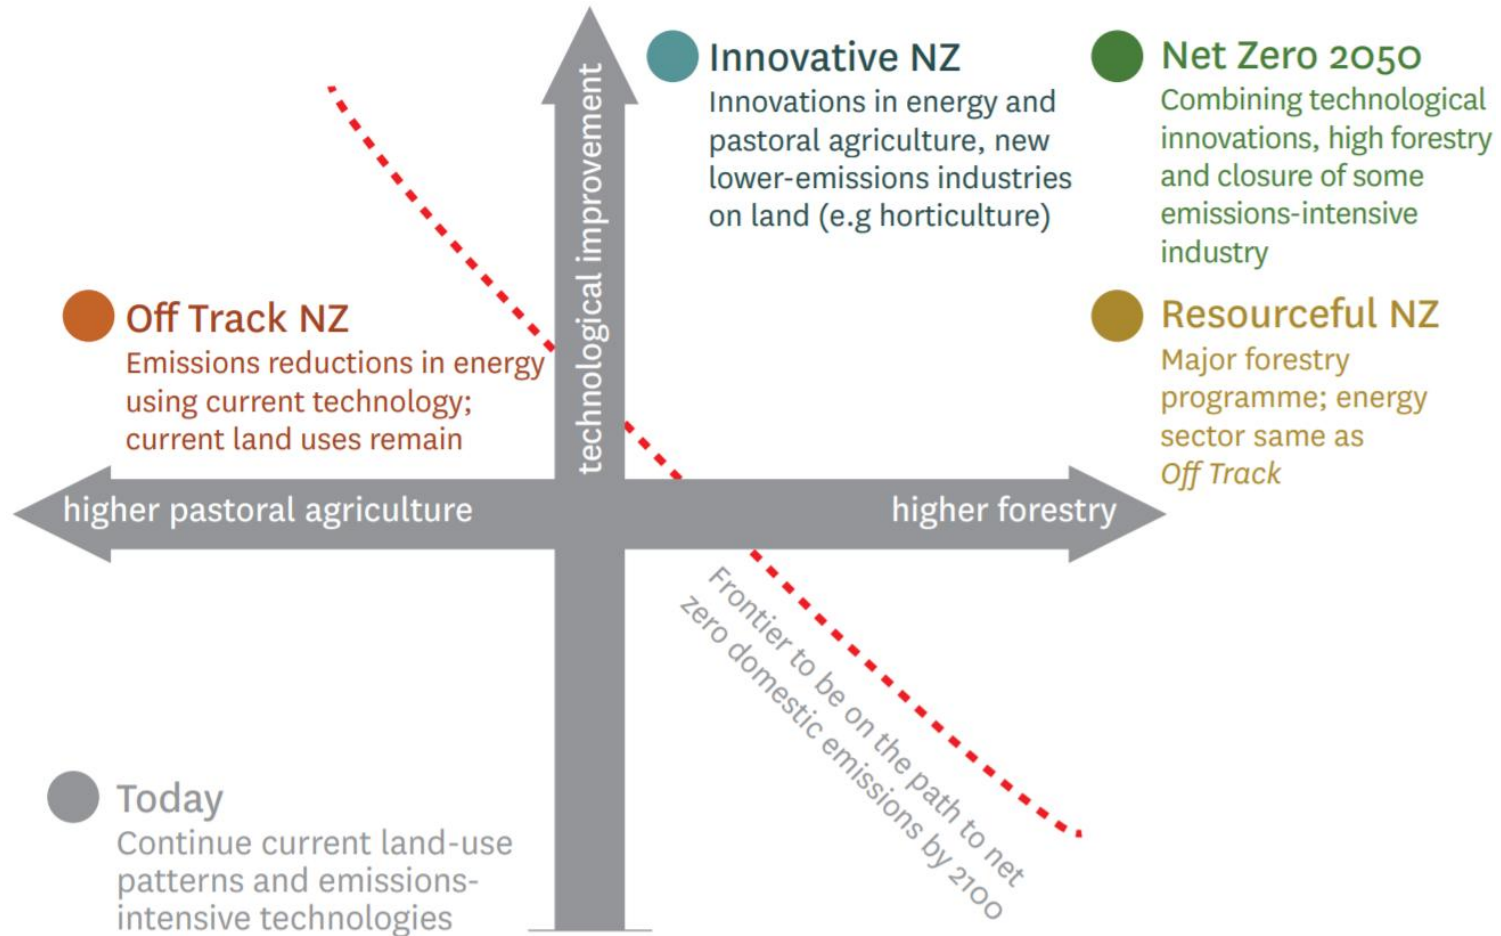 technological improvement
Innovative NZ
Innovations in energy and
pastoral agriculture, new
lower-emissions industries
on land (e.g horticulture)
Net Zero 2050
Combining technological
innovations, high forestry
and closure of some
emissions-intensive
industry
Off Track NZ
Emissions reductions in energy
using current technology;
current land uses remain
Resourceful NZ
Major forestry
programme; energy
sector same as
Off Track
higher pastoral agriculture
higher forestry
Frontier to be on the path to net
zero domestic emissions by 2100
Today
Continue current land-use
patterns and emissions-
intensive technologies